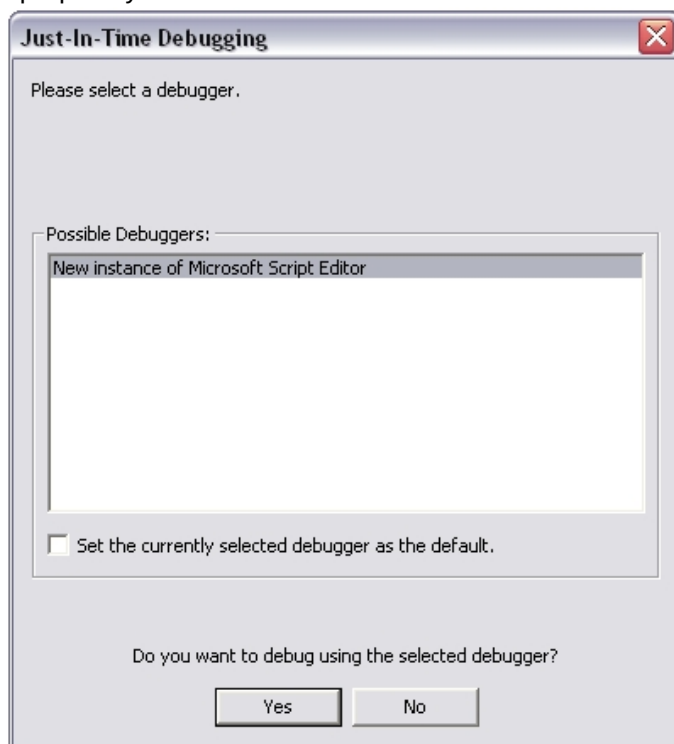 Just-In-Time Debugging
Please select a debugger.
Possible Debuggers:
New instance of Microsoft Script Editor
Set the currently selected debugger as the default.
Do you want to debug using the selected debugger?
Yes
No